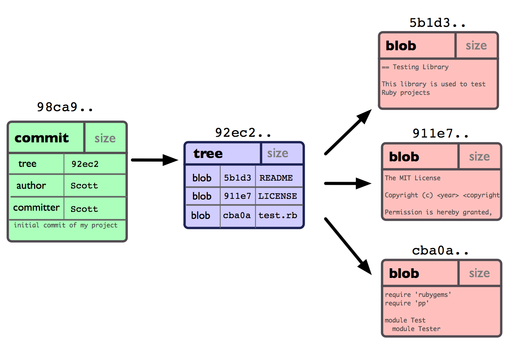 98ca9..
commit size
tree 92ec2
author Scott
committer Scott
initial commit of my project
92ec2..
tree size
blob 5b1d3 README
blob 911e7 LICENSE
blob cba0a test.rb
5b1d3..
blob size
== Testing Library
This library is used to test
Ruby projects
911e7..
blob size
The MIT License
Copyright (c) <year> <copyright
Permission is hereby granted,
cba0a..
blob size
require 'rubygems'
require 'pp'
module Test
module Tester